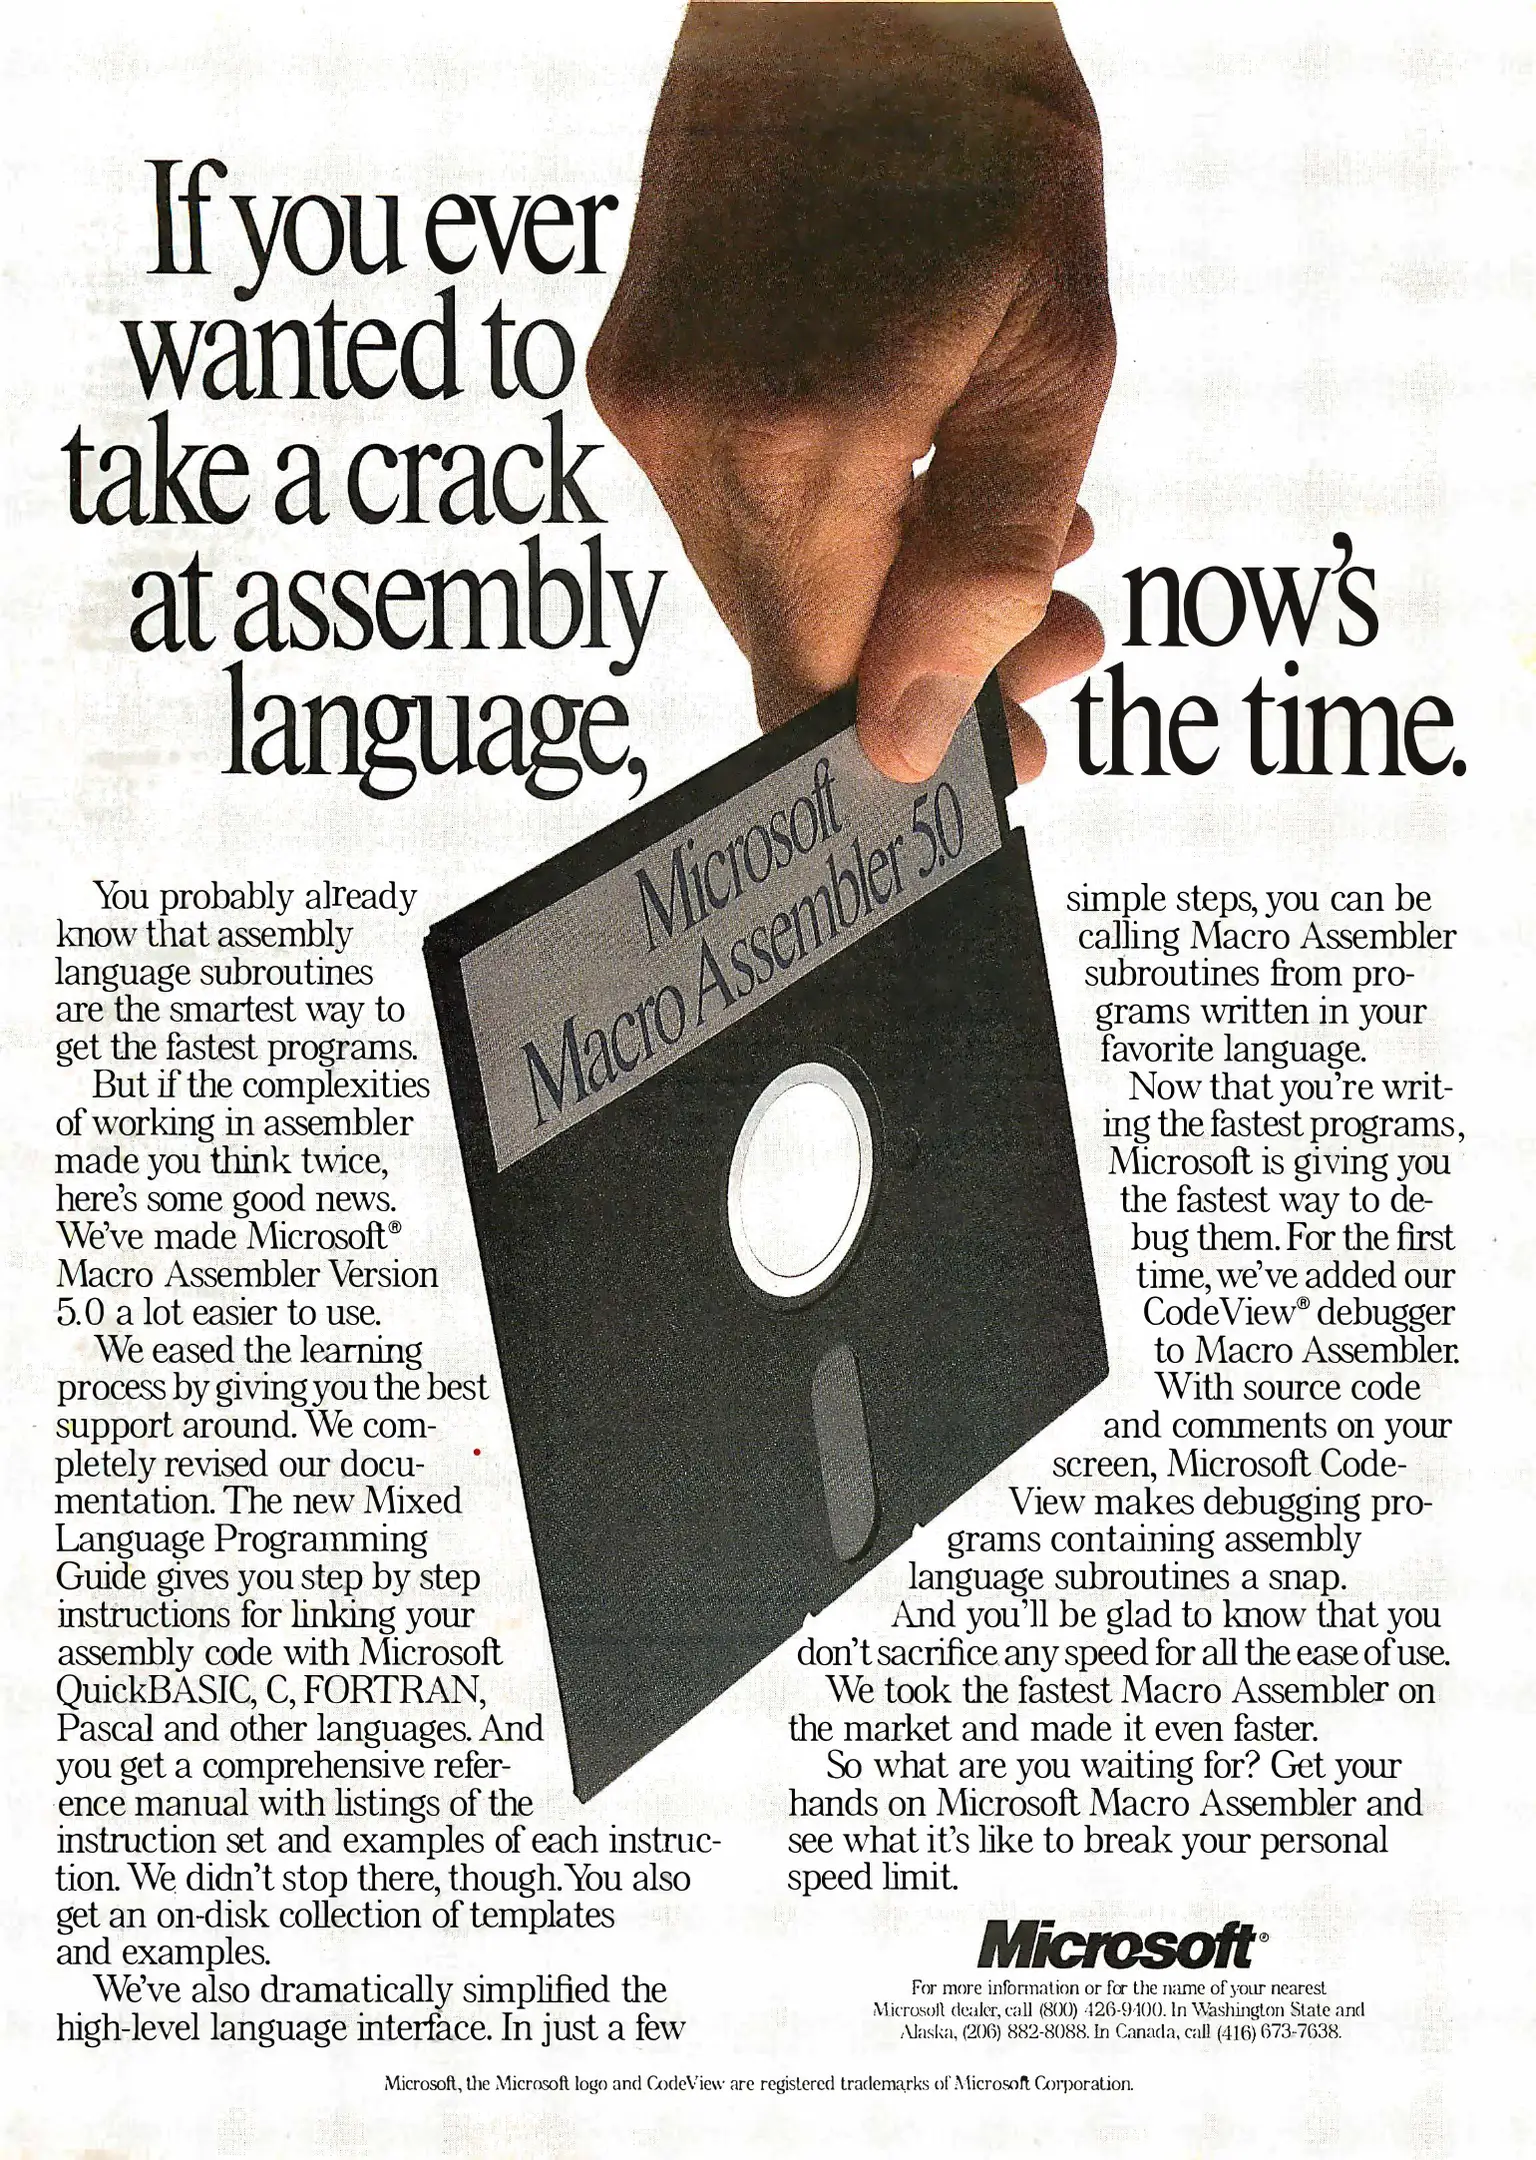 If you ever
wanted to
take a crack
at assembly
language,
now's
the time.
Microsoft
Macro Assembler 5.0
You probably already
know that assembly
language subroutines
are the smartest way to
get the fastest programs.
But if the complexities
of working in assembler
made you think twice,
here's some good news.
We've made Microsoft®
Macro Assembler Version
5.0 a lot easier to use.
We eased the learning
process by giving you the best
support around. We com-
pletely revised our docu-
mentation. The new Mixed
Language Programming
Guide gives you step by step
instructions for linking your
assembly code with Microsoft
QuickBASIC, C, FORTRAN,
Pascal and other languages. And
you get a comprehensive refer-
ence manual with listings of the
instruction set and examples of each instruc-
tion. We didn't stop there, though. You also
get an on-disk collection of templates
and examples.
We've also dramatically simplified the
high-level language interface. In just a few
simple steps, you can be
calling Macro Assembler
subroutines from pro-
grams written in your
favorite language.
Now that you're writ-
ing the fastest programs,
Microsoft is giving you
the fastest way to de-
bug them. For the first
time, we've added our
CodeView® debugger
to Macro Assembler.
With source code
and comments on your
screen, Microsoft Code-
View makes debugging pro-
grams containing assembly
language subroutines a snap.
And you'll be glad to know that you
don't sacrifice any speed for all the ease of use.
We took the fastest Macro Assembler on
the market and made it even faster.
So what are you waiting for? Get your
hands on Microsoft Macro Assembler and
see what it's like to break your personal
speed limit.
Microsoft®
For more information or for the name of your nearest
Microsoft dealer, call (800) 426-9400. In Washington State and
Alaska, (206) 882-8088. In Canada, call (416) 673-7638.
Microsoft, the Microsoft logo and CodeView are registered trademarks of Microsoft Corporation.